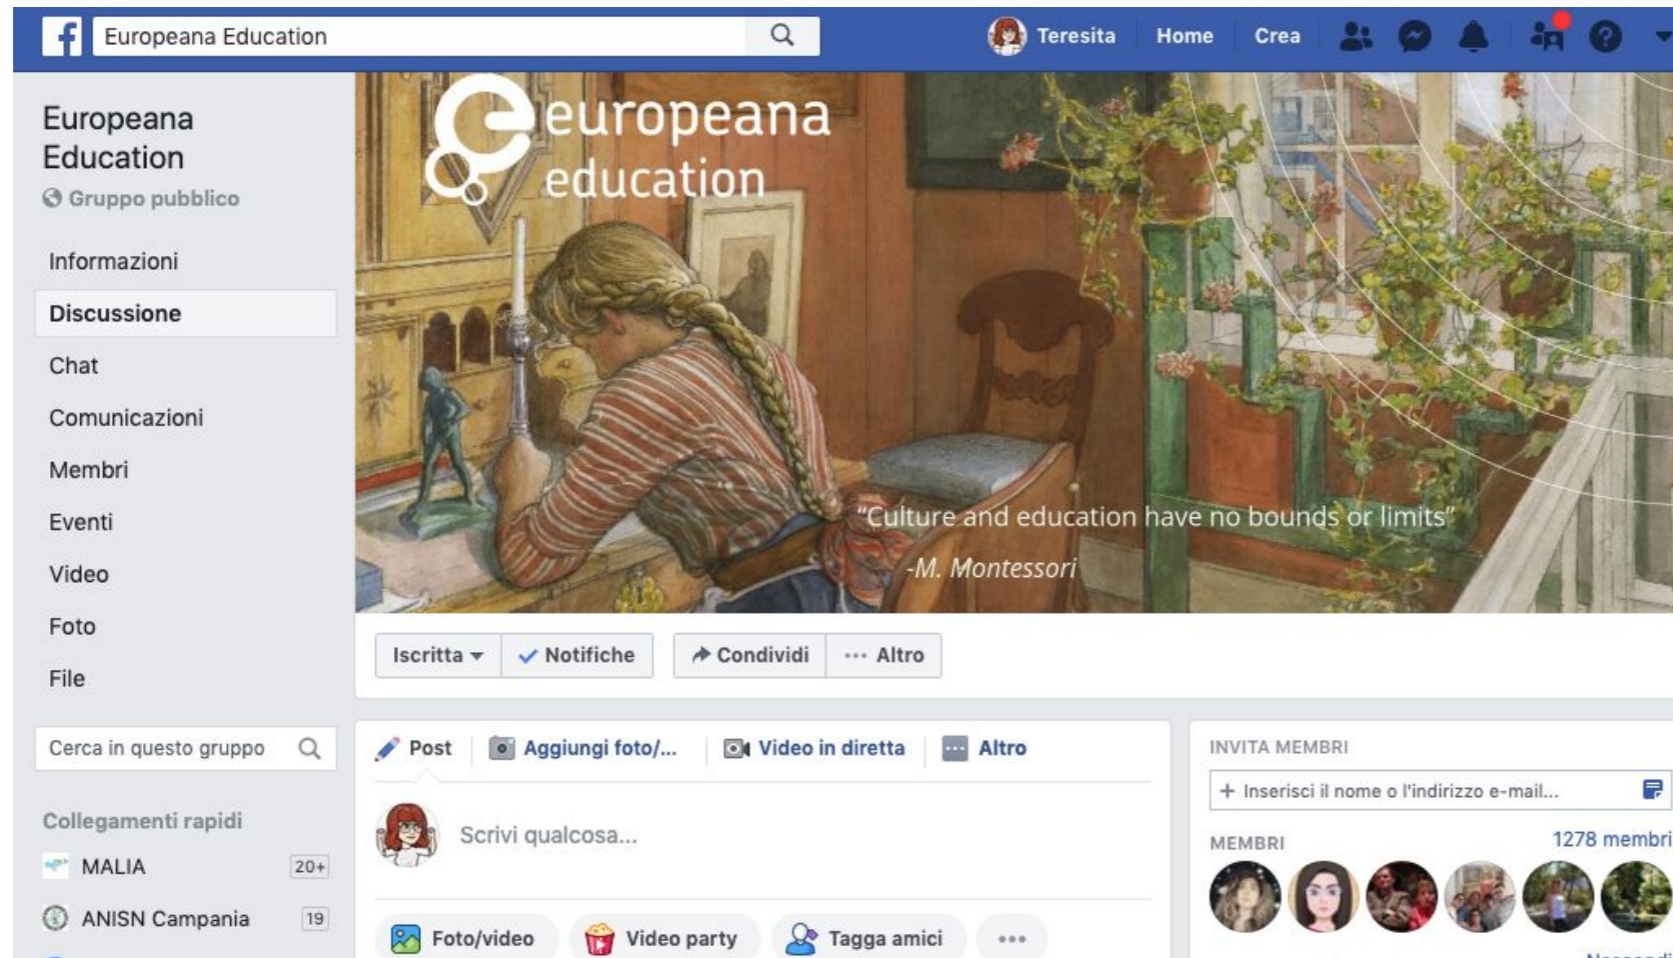 Europeana Education
Teresita Home Crea
Europeana
Education
Gruppo pubblico
Informazioni
Discussione
Chat
Comunicazioni
Membri
Eventi
Video
Foto
File
Cerca in questo gruppo
Collegamenti rapidi
MALIA 20+
ANISN Campania 19
europeana
education
“Culture and education have no bounds or limits”
-M. Montessori
Iscritta Notifiche Condividi ••• Altro
Post Aggiungi foto/... Video in diretta Altro
Scrivi qualcosa...
Foto/video Video party Tagga amici •••
INVITA MEMBRI
+ Inserisci il nome o l'indirizzo e-mail...
MEMBRI 1278 membri